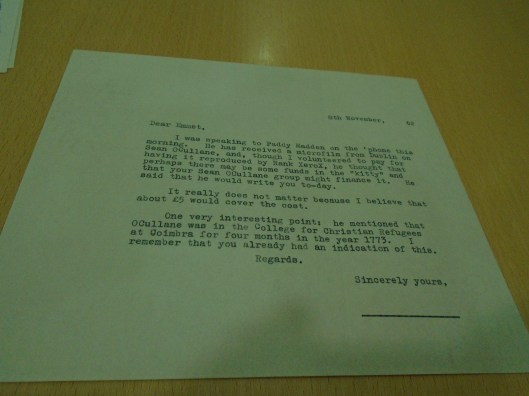 6th November, 62
Dear Emmet,
I was speaking to Paddy Madden on the 'phone this
morning. He has received a microfilm from Dublin on
Sean OCullane, and, though I volunteered to pay for
having it reproduced by Rank Xerox, he thought that
perhaps there may be some funds in the "kitty" and
that your Sean OCullane group might finance it. He
said that he would write you to-day.
It really does not matter because I believe that
about £5 would cover the cost.
One very interesting point: he mentioned that
OCullane was in the College for Christian Refugees
at Coimbra for four months in the year 1773. I
remember that you already had an indication of this.
Regards.
Sincerely yours,